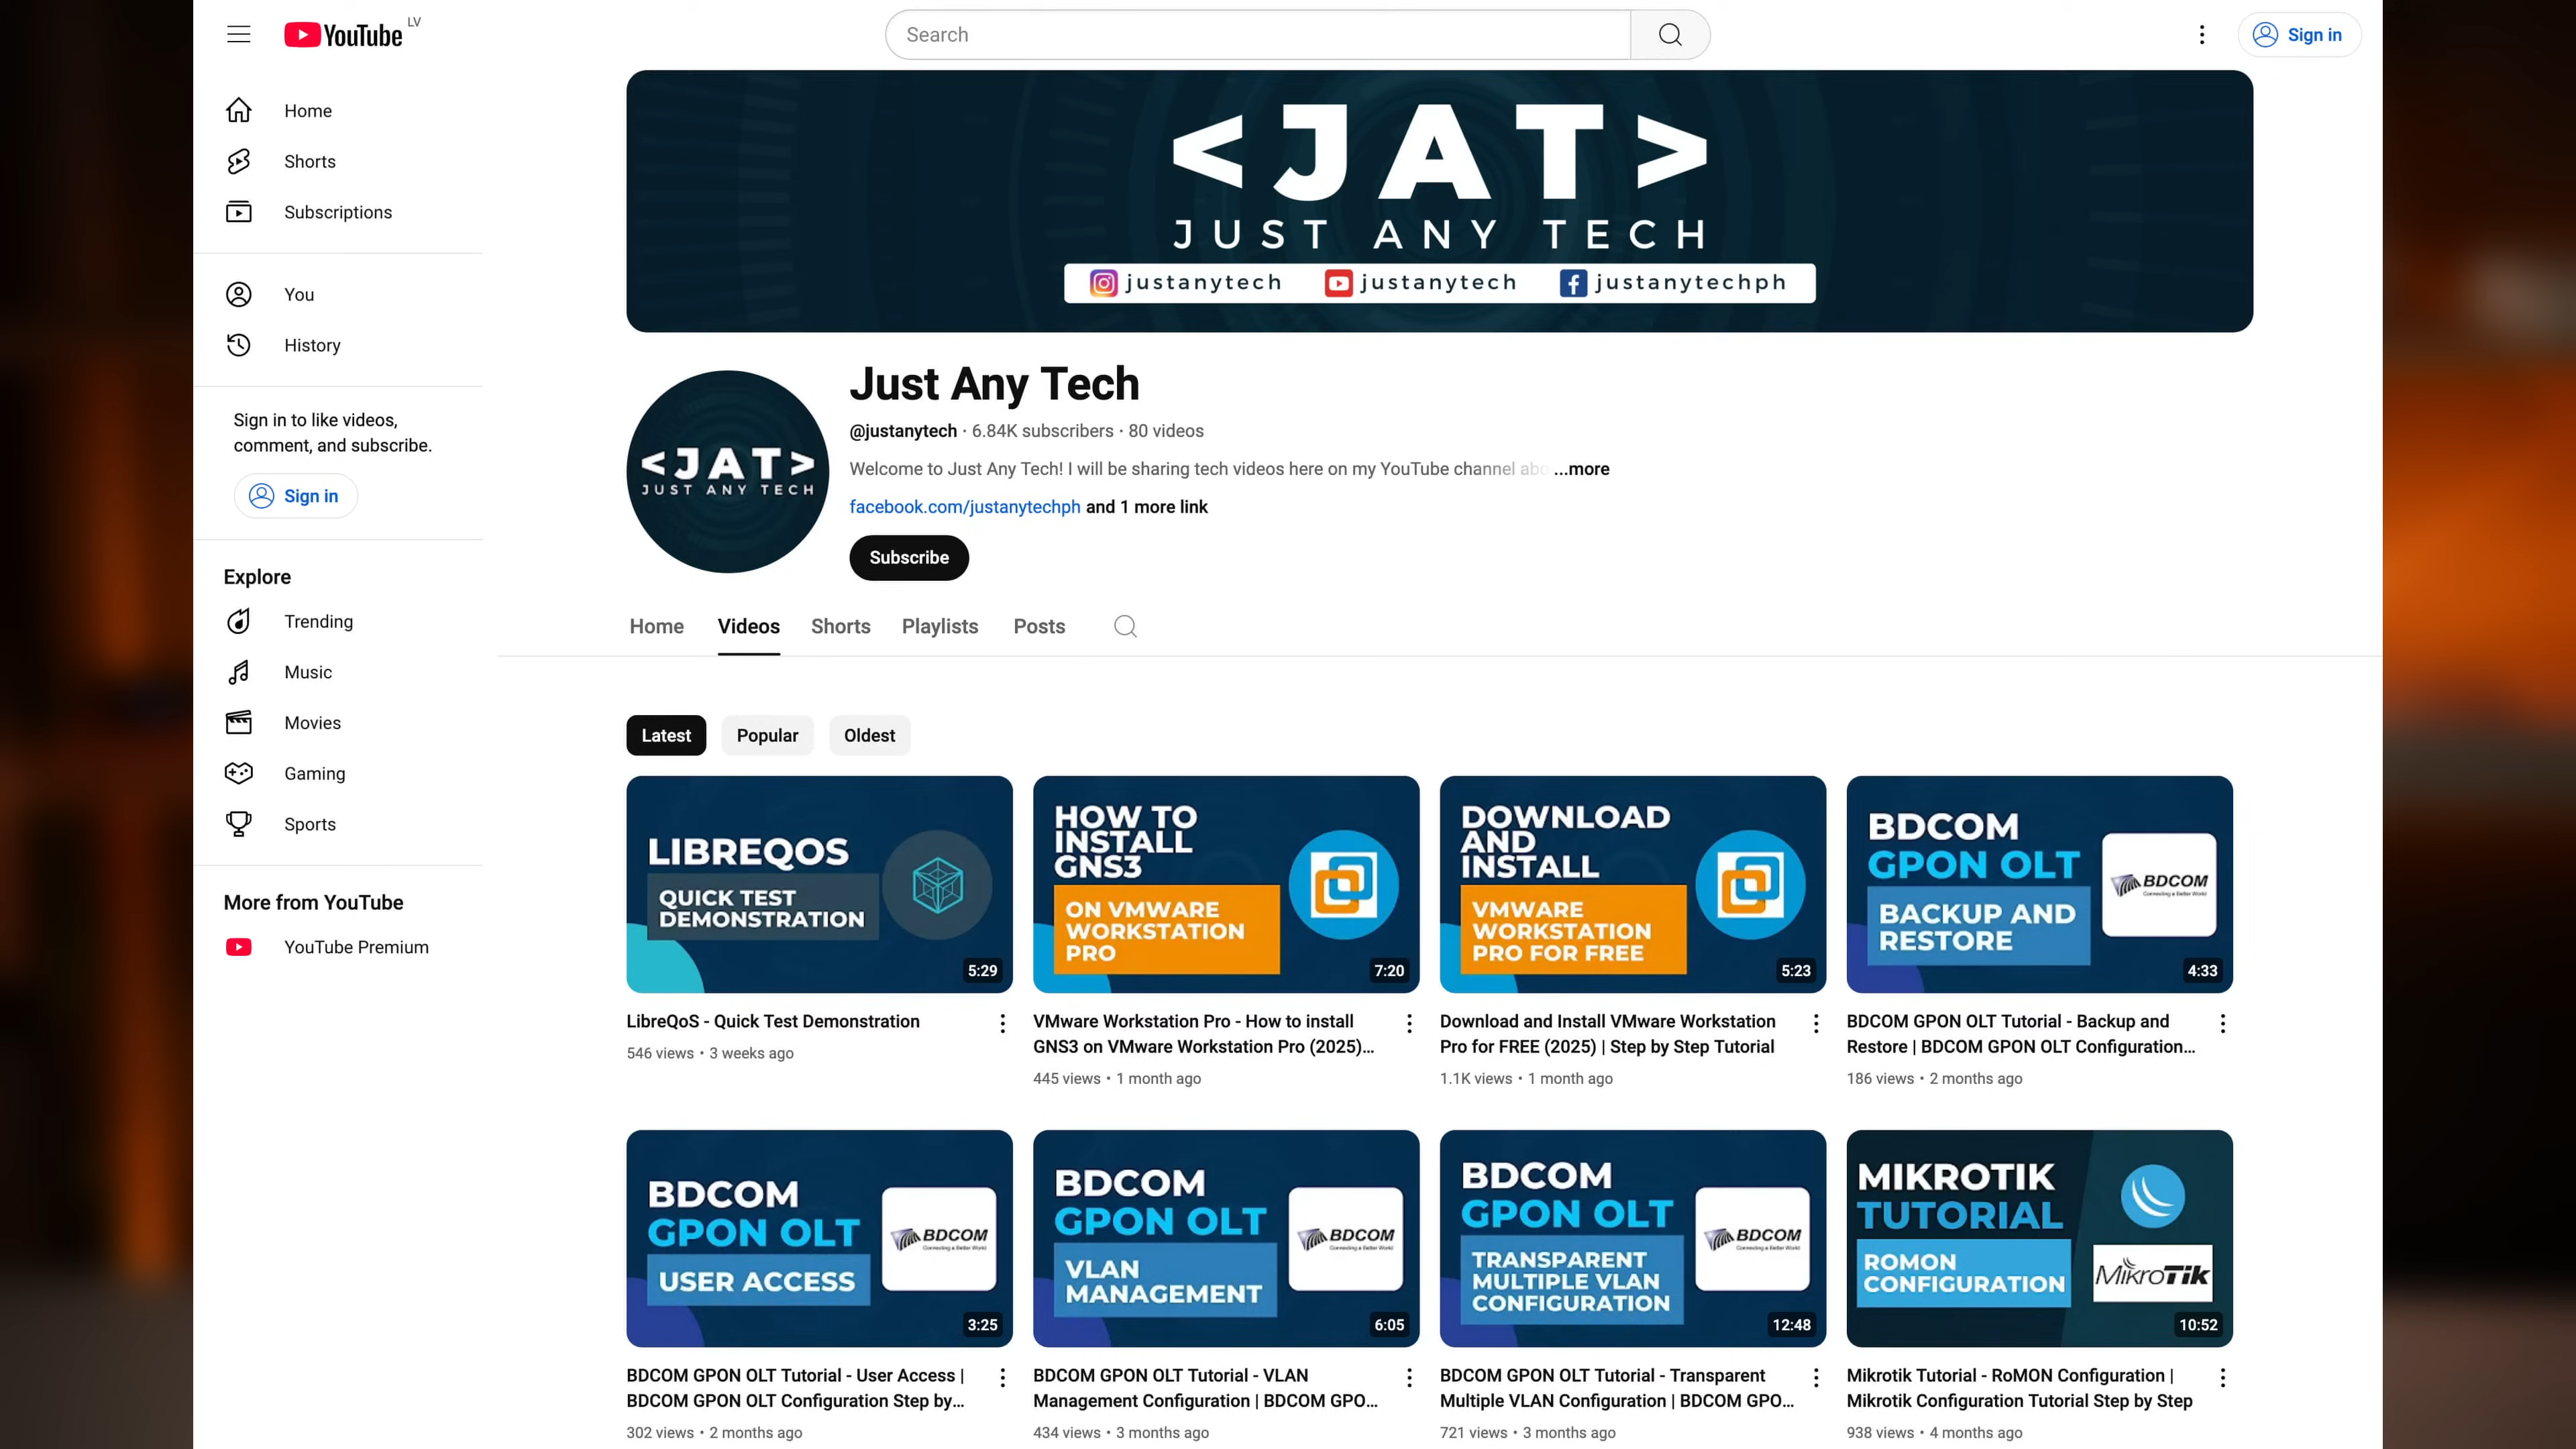 YouTube LV
Search
Sign in
Home
Shorts
Subscriptions
You
History
Sign in to like videos,
comment, and subscribe.
Sign in
Explore
Trending
Music
Movies
Gaming
Sports
More from YouTube
YouTube Premium
<JAT>
JUST ANY TECH
justanytech justanytech justanytechph
<JAT>
JUST ANY TECH
Just Any Tech
@justanytech · 6.84K subscribers · 80 videos
Welcome to Just Any Tech! I will be sharing tech videos here on my YouTube channel abo ...more
facebook.com/justanytechph and 1 more link
Subscribe
Home Videos Shorts Playlists Posts
Latest Popular Oldest
LIBREQOS
QUICK TEST
DEMONSTRATION
5:29
LibreQoS - Quick Test Demonstration
546 views • 3 weeks ago
HOW TO
INSTALL
GNS3
ON VMWARE
WORKSTATION
PRO
7:20
VMware Workstation Pro - How to install
GNS3 on VMware Workstation Pro (2025)...
445 views • 1 month ago
DOWNLOAD
AND
INSTALL
VMWARE
WORKSTATION
PRO FOR FREE
5:23
Download and Install VMware Workstation
Pro for FREE (2025) | Step by Step Tutorial
1.1K views • 1 month ago
BDCOM
GPON OLT
BACKUP AND
RESTORE
BDCOM
Connecting a Better World
4:33
BDCOM GPON OLT Tutorial - Backup and
Restore | BDCOM GPON OLT Configuration...
186 views • 2 months ago
BDCOM
GPON OLT
USER ACCESS
BDCOM
Connecting a Better World
3:25
BDCOM GPON OLT Tutorial - User Access |
BDCOM GPON OLT Configuration Step by...
302 views • 2 months ago
BDCOM
GPON OLT
VLAN
MANAGEMENT
BDCOM
Connecting a Better World
6:05
BDCOM GPON OLT Tutorial - VLAN
Management Configuration | BDCOM GPO...
434 views • 3 months ago
BDCOM
GPON OLT
TRANSPARENT
MULTIPLE VLAN
CONFIGURATION
BDCOM
Connecting a Better World
12:48
BDCOM GPON OLT Tutorial - Transparent
Multiple VLAN Configuration | BDCOM GPO...
721 views • 3 months ago
MIKROTIK
TUTORIAL
ROMON
CONFIGURATION
MikroTik
10:52
Mikrotik Tutorial - RoMON Configuration |
Mikrotik Configuration Tutorial Step by Step
938 views • 4 months ago